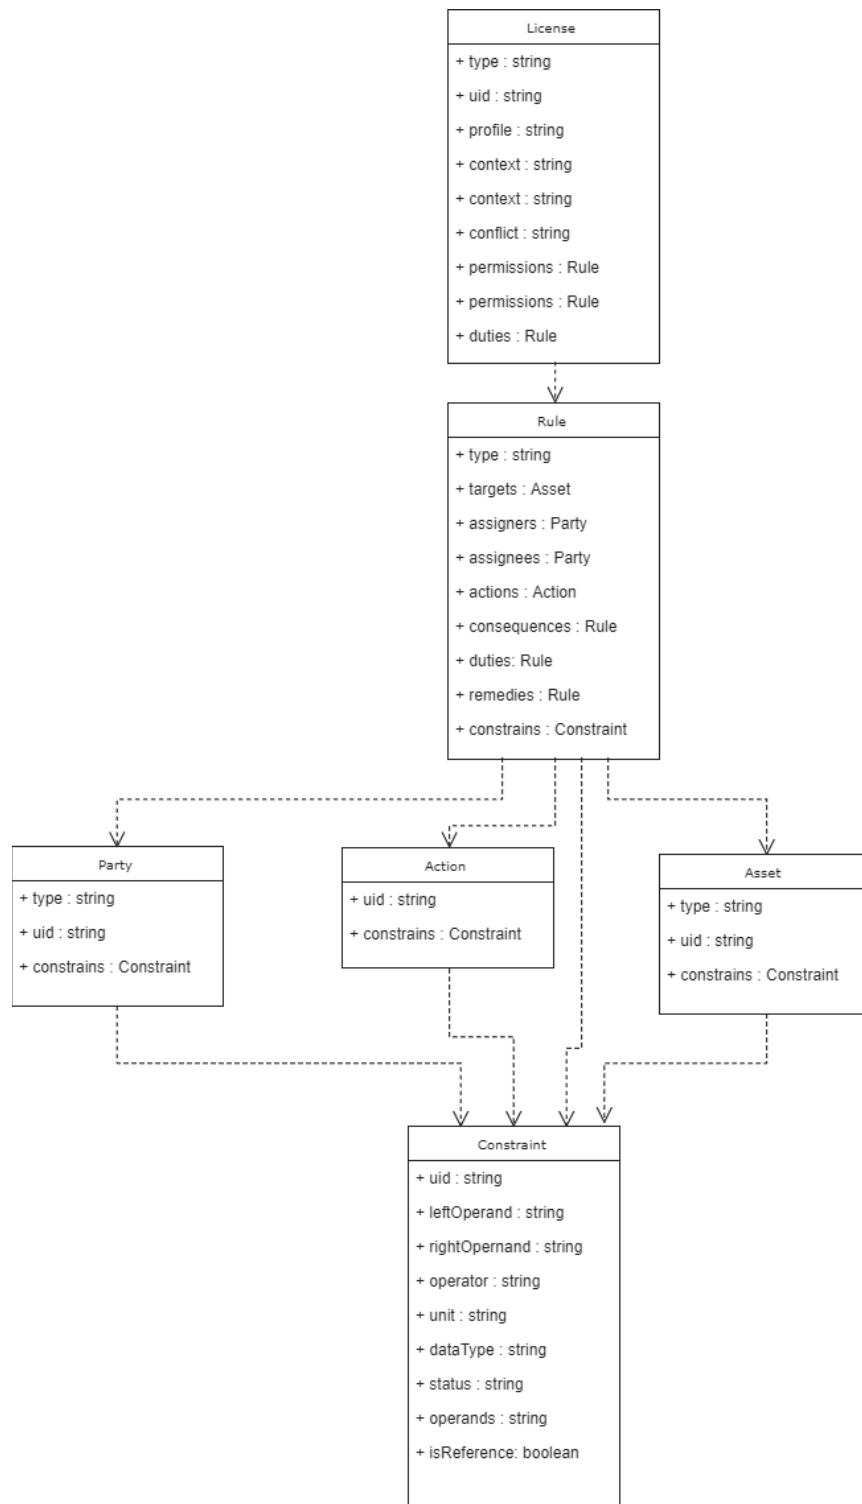 License
+ type : string
+ uid : string
+ profile : string
+ context : string
+ context : string
+ conflict : string
+ permissions : Rule
+ permissions : Rule
+ duties : Rule
Rule
+ type : string
+ targets : Asset
+ assigners : Party
+ assignees : Party
+ actions : Action
+ consequences : Rule
+ duties: Rule
+ remedies : Rule
+ constrains : Constraint
Party
+ type : string
+ uid : string
+ constrains : Constraint
Action
+ uid : string
+ constrains : Constraint
Asset
+ type : string
+ uid : string
+ constrains : Constraint
Constraint
+ uid : string
+ leftOperand : string
+ rightOpernand : string
+ operator : string
+ unit : string
+ dataType : string
+ status : string
+ operands : string
+ isReference: boolean